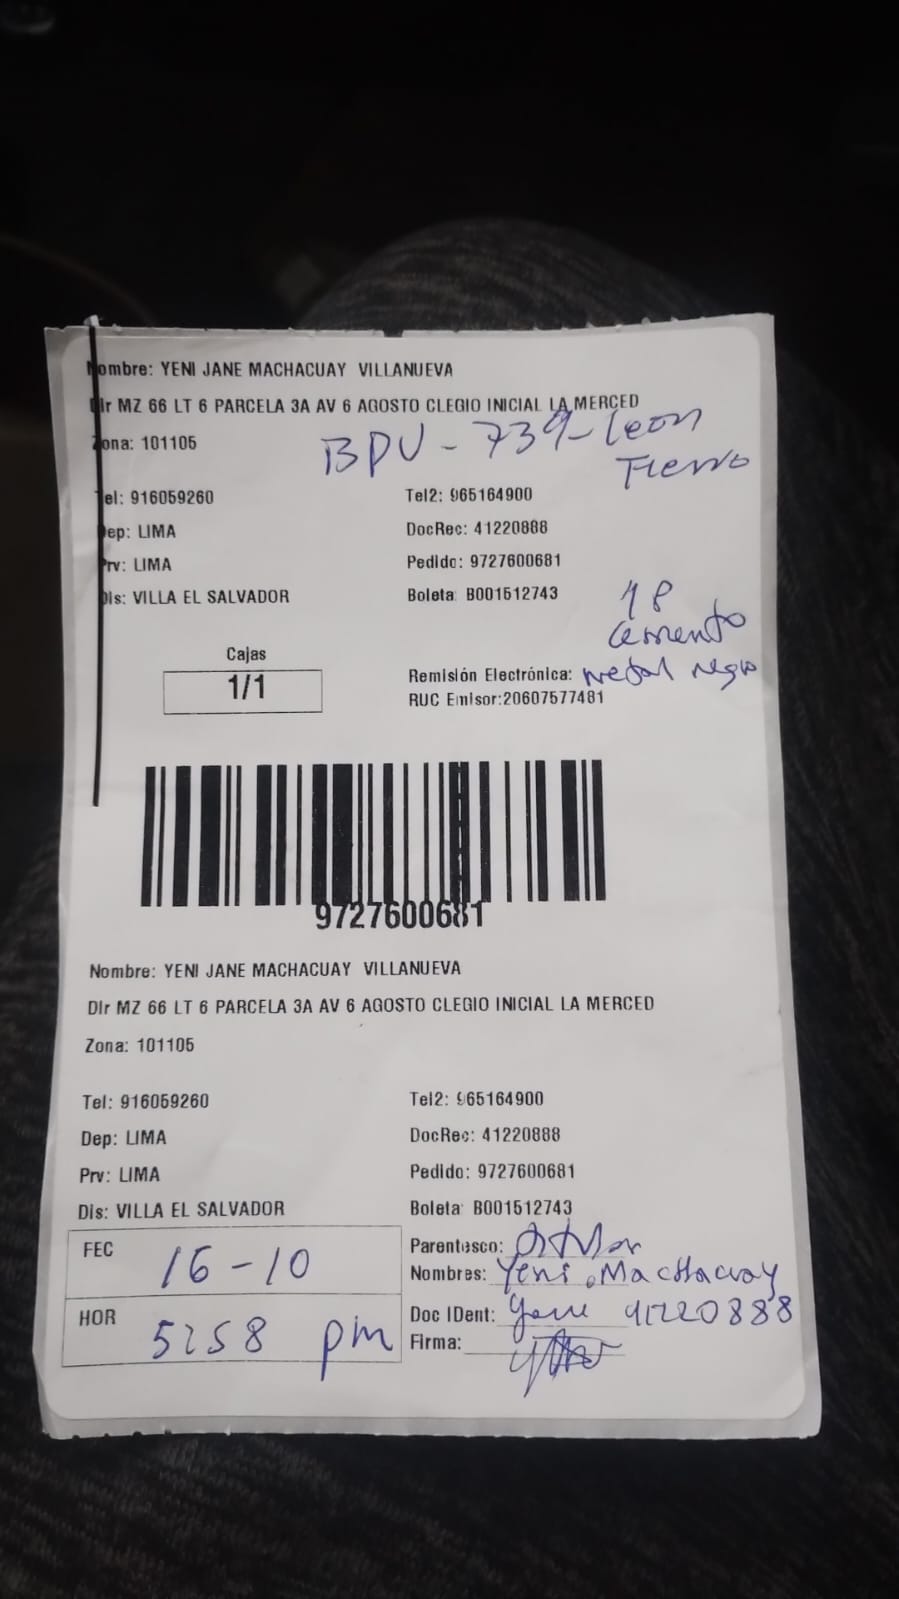 Nombre: YENI JANE MACHACUAY VILLANUEVA
Dir MZ 66 LT 6 PARCELA 3A AV 6 AGOSTO CLEGIO INICIAL LA MERCED
Zona: 101105
BPU - 739 - Leon
Fierro
Tel: 916059260 Tel2: 965164900
Dep: LIMA DocRec: 41220888
Prv: LIMA Pedido: 9727600681
Dis: VILLA EL SALVADOR Boleta: B001512743
18
cemento
metal negro
Cajas
1/1
Remisión Electrónica:
RUC Emisor:20607577481
9727600681
Nombre: YENI JANE MACHACUAY VILLANUEVA
Dir MZ 66 LT 6 PARCELA 3A AV 6 AGOSTO CLEGIO INICIAL LA MERCED
Zona: 101105
Tel: 916059260 Tel2: 965164900
Dep: LIMA DocRec: 41220888
Prv: LIMA Pedido: 9727600681
Dis: VILLA EL SALVADOR Boleta: B001512743
FEC 16-10
HOR 5:58 pm
Parentesco: titular
Nombres: Yeni Machacuay
Doc IDent: 41220888
Firma: